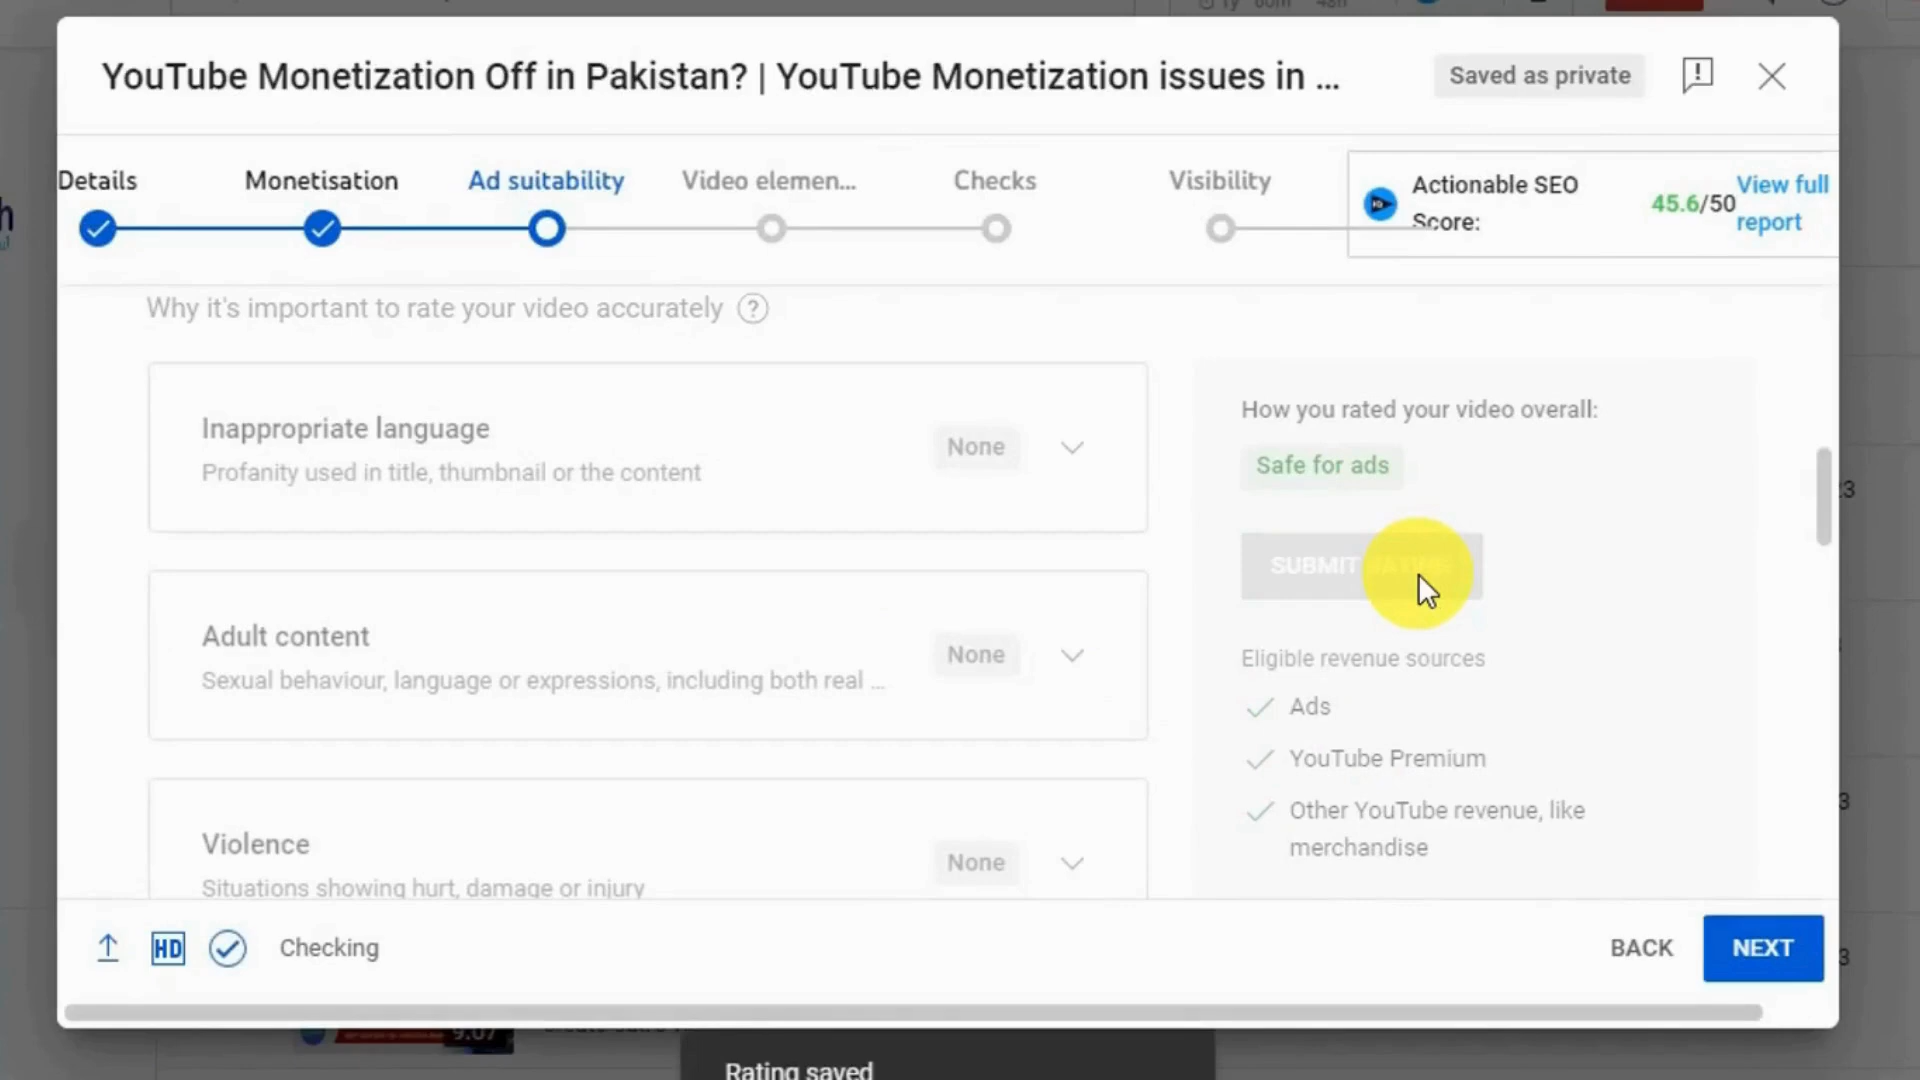 YouTube Monetization Off in Pakistan? | YouTube Monetization issues in ...
Saved as private
Details
Monetisation
Ad suitability
Video elemen...
Checks
Visibility
Actionable SEO
Score:
45.6/50
View full
report
Why it's important to rate your video accurately
Inappropriate language
None
Profanity used in title, thumbnail or the content
Adult content
None
Sexual behaviour, language or expressions, including both real ...
Violence
None
Situations showing hurt, damage or injury
How you rated your video overall:
Safe for ads
SUBMIT
Eligible revenue sources
Ads
YouTube Premium
Other YouTube revenue, like
merchandise
HD
Checking
BACK
NEXT
9:07
Rating saved